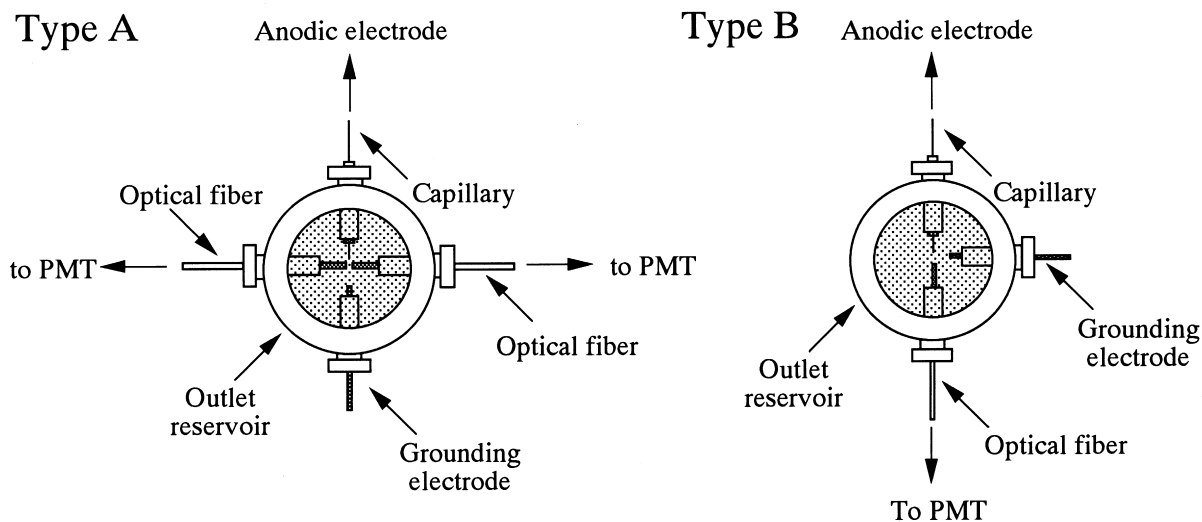 Type A
Anodic electrode
Optical fiber
Capillary
to PMT
to PMT
Optical fiber
Outlet
reservoir
Grounding
electrode
Type B
Anodic electrode
Capillary
Grounding
electrode
Outlet
reservoir
Optical fiber
To PMT